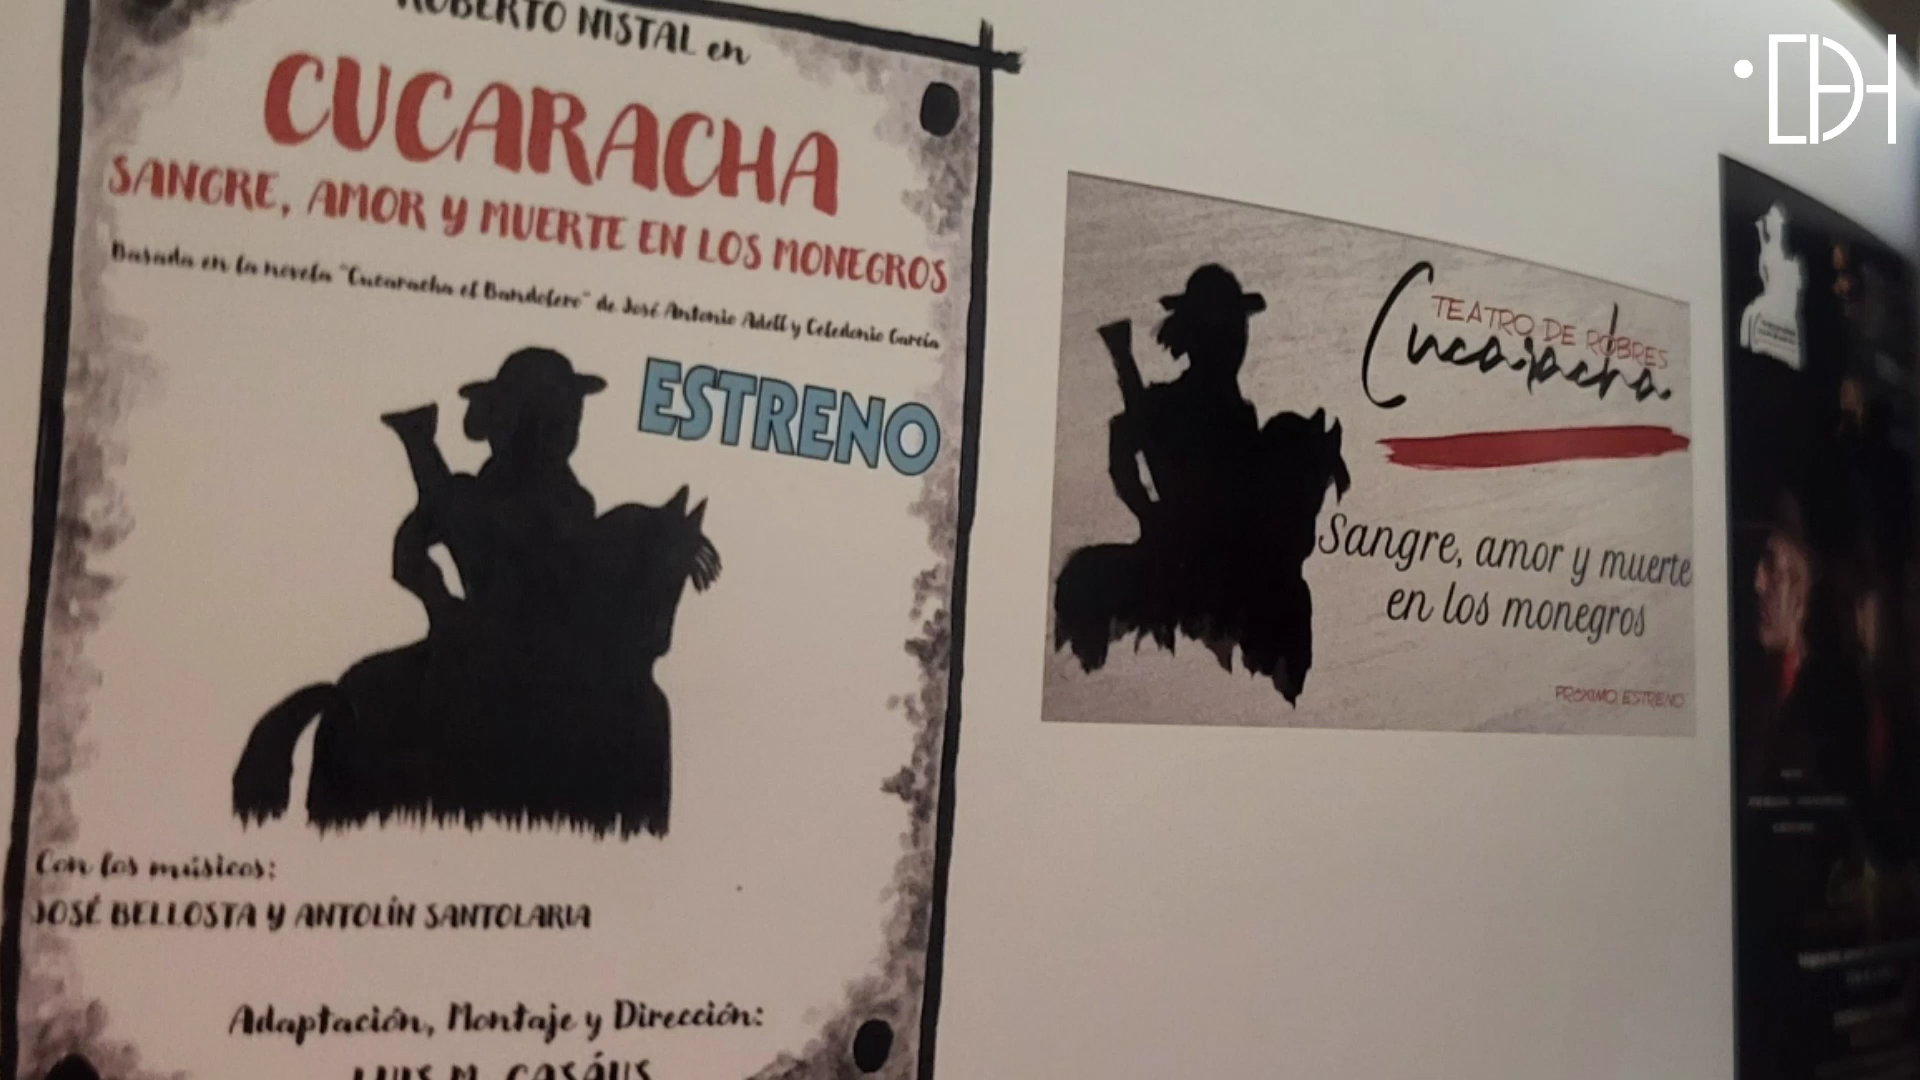 ROBERTO NISTAL en
CUCARACHA
SANGRE, AMOR Y MUERTE EN LOS MONEGROS
Basada en la novela "Cucaracha el Bandolero" de José Antonio Adell y Celedonio García
ESTRENO
Con los músicos:
JOSÉ BELLOSTA Y ANTOLÍN SANTOLARIA
Adaptación, Montaje y Dirección:
LUIS M. CASÁUS
TEATRO DE ROBRES
Cucaracha
Sangre, amor y muerte
en los monegros
PRÓXIMO ESTRENO